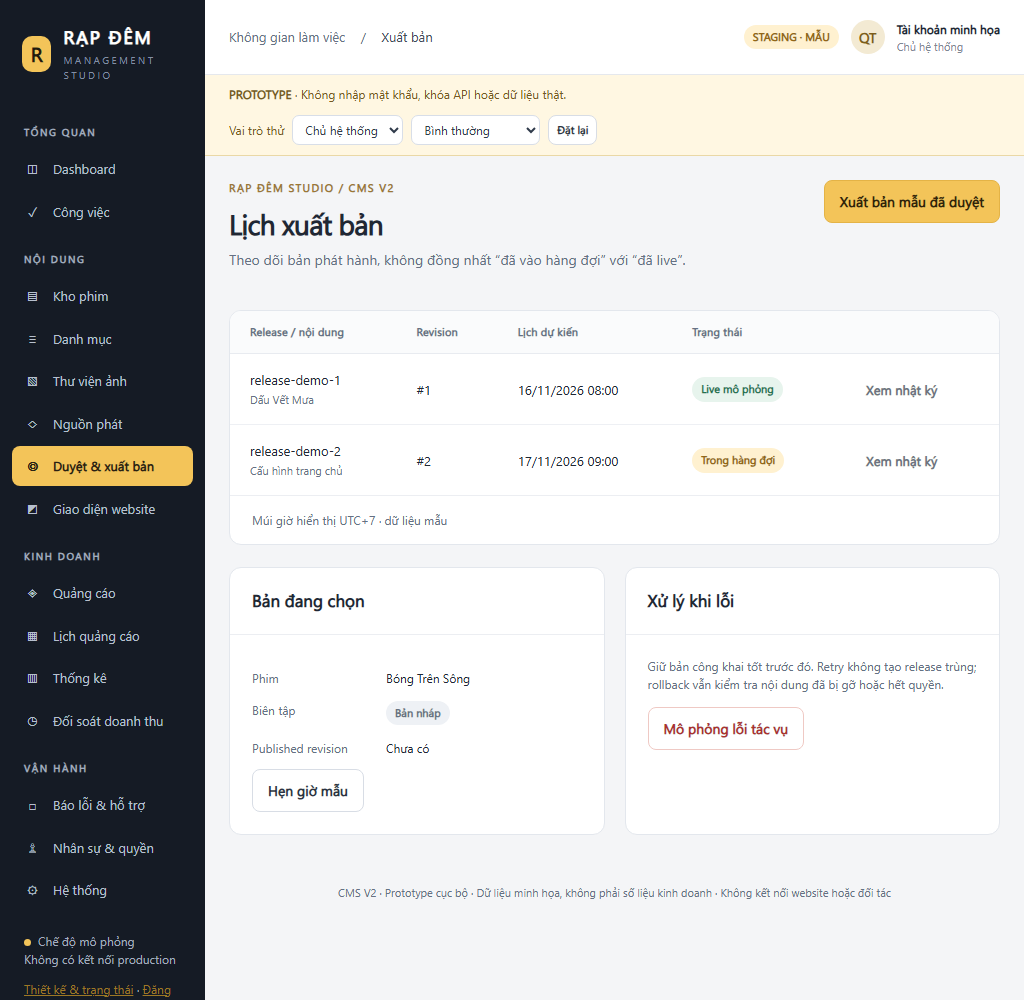 R
RẠP ĐÊM
MANAGEMENT
STUDIO
TỔNG QUAN
Dashboard
Công việc
NỘI DUNG
Kho phim
Danh mục
Thư viện ảnh
Nguồn phát
Duyệt & xuất bản
Giao diện website
KINH DOANH
Quảng cáo
Lịch quảng cáo
Thống kê
Đối soát doanh thu
VẬN HÀNH
Báo lỗi & hỗ trợ
Nhân sự & quyền
Hệ thống
Chế độ mô phỏng
Không có kết nối production
Thiết kế & trạng thái · Đăng
Không gian làm việc / Xuất bản
STAGING · MẪU
QT
Tài khoản minh họa
Chủ hệ thống
PROTOTYPE · Không nhập mật khẩu, khóa API hoặc dữ liệu thật.
Vai trò thử Chủ hệ thống Bình thường Đặt lại
RẠP ĐÊM STUDIO / CMS V2
Lịch xuất bản
Theo dõi bản phát hành, không đồng nhất “đã vào hàng đợi” với “đã live”.
Xuất bản mẫu đã duyệt
Release / nội dung Revision Lịch dự kiến Trạng thái
release-demo-1
Dấu Vết Mưa
#1 16/11/2026 08:00 Live mô phỏng Xem nhật ký
release-demo-2
Cấu hình trang chủ
#2 17/11/2026 09:00 Trong hàng đợi Xem nhật ký
Múi giờ hiển thị UTC+7 · dữ liệu mẫu
Bản đang chọn
Phim Bóng Trên Sông
Biên tập Bản nháp
Published revision Chưa có
Hẹn giờ mẫu
Xử lý khi lỗi
Giữ bản công khai tốt trước đó. Retry không tạo release trùng;
rollback vẫn kiểm tra nội dung đã bị gỡ hoặc hết quyền.
Mô phỏng lỗi tác vụ
CMS V2 · Prototype cục bộ · Dữ liệu minh họa, không phải số liệu kinh doanh · Không kết nối website hoặc đối tác